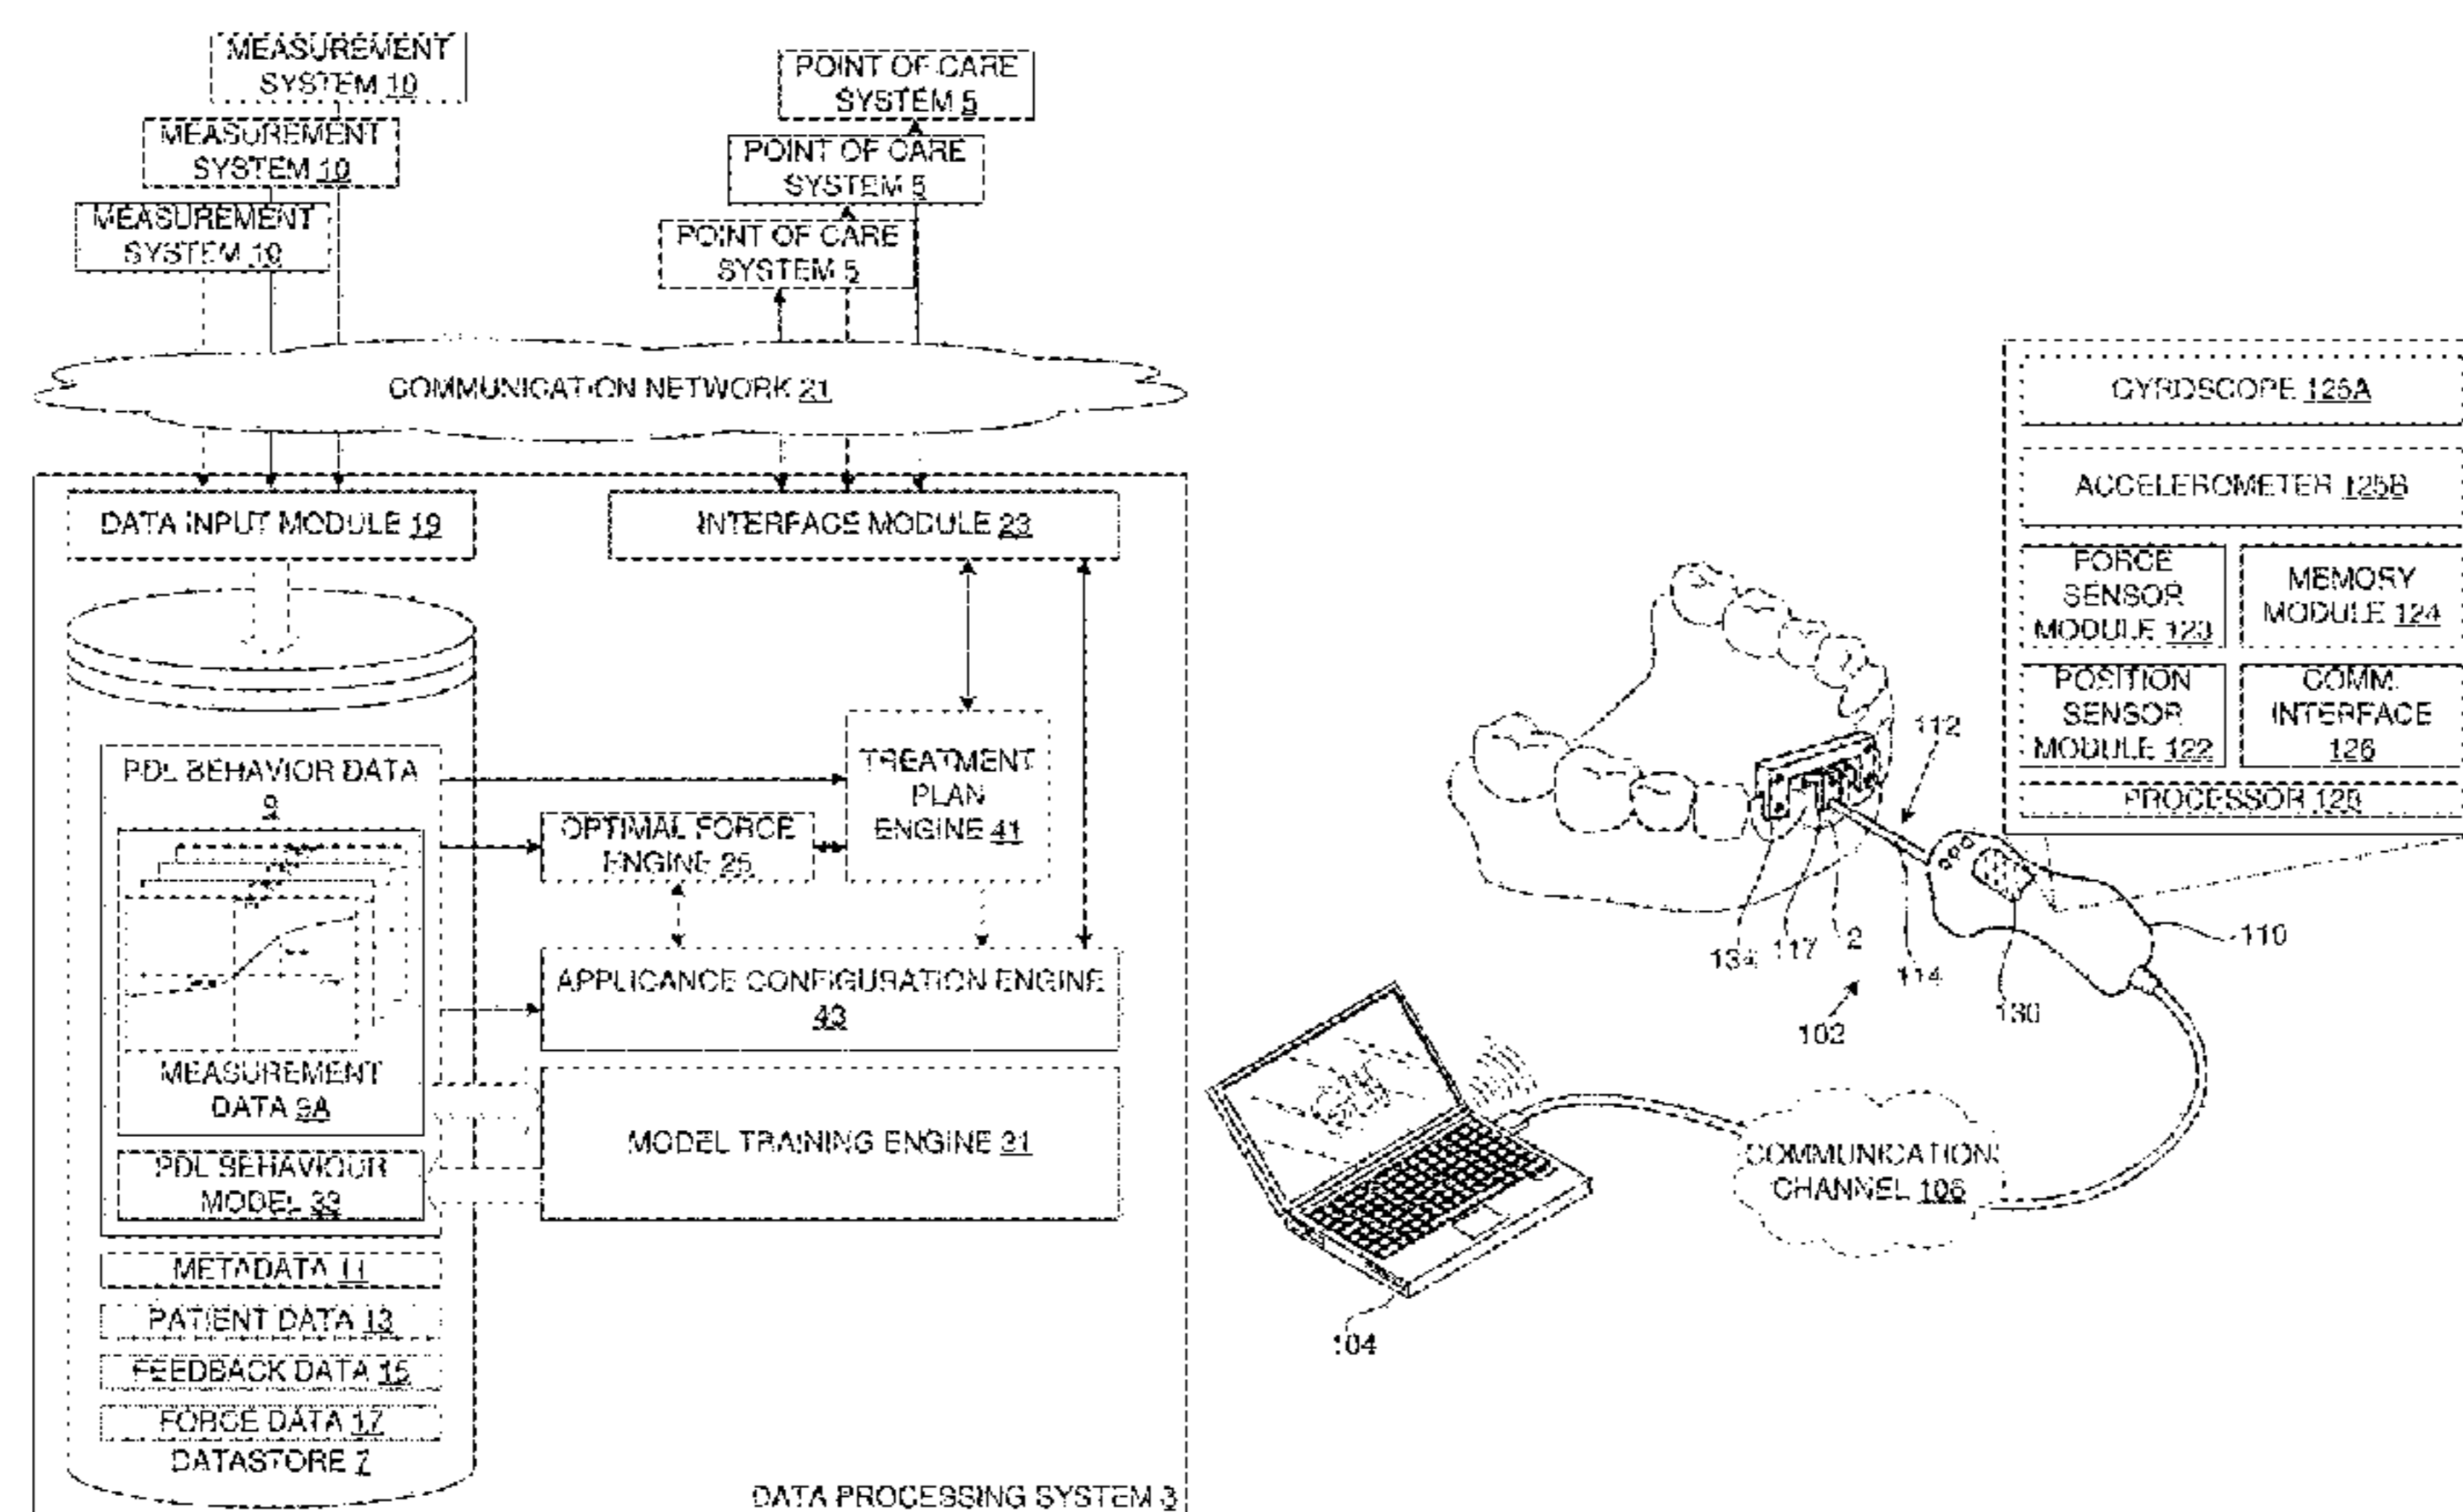 MEASUREMENT
SYSTEM 10
MEASUREMENT
SYSTEM 10
MEASUREMENT
SYSTEM 10
POINT OF CARE
SYSTEM 5
POINT OF CARE
SYSTEM 5
POINT OF CARE
SYSTEM 5
COMMUNICATION NETWORK 21
DATA INPUT MODULE 19
INTERFACE MODULE 23
PDL BEHAVIOR DATA
9
MEASUREMENT
DATA 9A
PDL BEHAVIOUR
MODEL 33
METADATA 11
PATIENT DATA 13
FEEDBACK DATA 15
FORCE DATA 17
DATASTORE 7
TREATMENT
PLAN
ENGINE 41
OPTIMAL FORCE
ENGINE 25
APPLICANCE CONFIGURATION ENGINE
43
MODEL TRAINING ENGINE 31
DATA PROCESSING SYSTEM 3
GYROSCOPE 125A
ACCELEROMETER 125B
FORCE
SENSOR
MODULE 123
MEMORY
MODULE 124
POSITION
SENSOR
MODULE 122
COMM.
INTERFACE
126
PROCESSOR 128
112
134
117
2
114
130
110
102
COMMUNICATION
CHANNEL 106
104